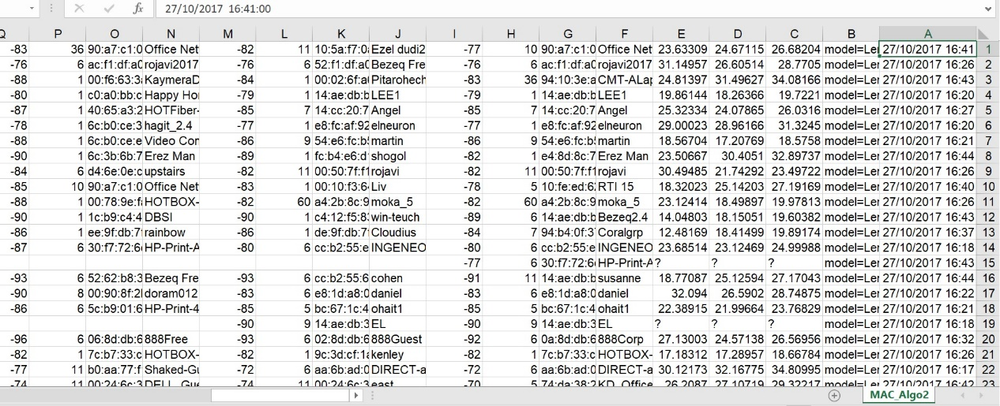 fx 27/10/2017 16:41:00
Q P O N M L K J I H G F E D C B A
-83 36 90:a7:c1:0 Office Net -82 11 10:5a:f7:0 Ezel dudi2 -77 10 90:a7:c1:0 Office Net 23.63309 24.67115 26.68204 model=Ler 27/10/2017 16:41 1
-76 6 ac:f1:df:a0 rojavi2017 -76 6 52:f1:df:a0 Bezeq Fre -76 6 ac:f1:df:a0 rojavi2017 31.14957 26.60514 28.7705 model=Ler 27/10/2017 16:26 2
-88 1 00:f6:63:3 KaymeraD -84 1 00:02:6f:a Pitarohech -83 36 94:10:3e:a CMT-ALap 24.81397 31.49627 34.08166 model=Ler 27/10/2017 16:43 3
-80 1 c0:a0:bb:c Happy Ho -79 1 14:ae:db:b LEE1 -79 1 14:ae:db:b LEE1 19.86144 18.26366 19.7221 model=Ler 27/10/2017 16:20 4
-87 1 40:65:a3:2 HOTFiber- -85 7 14:cc:20:7 Angel -85 7 14:cc:20:7 Angel 25.32334 24.07865 26.0316 model=Ler 27/10/2017 16:27 5
-78 1 6c:b0:ce:3 hagit_2.4 -77 1 e8:fc:af:92 elneuron -77 1 e8:fc:af:92 elneuron 29.00023 28.96166 31.3245 model=Ler 27/10/2017 16:20 6
-88 1 6c:b0:ce:e Video Con -86 9 54:e6:fc:b martin -86 9 54:e6:fc:b martin 18.56704 17.20769 18.5758 model=Ler 27/10/2017 16:21 7
-90 1 6c:3b:6b:7 Erez Man -89 1 fc:b4:e6:d shogol -82 1 e4:8d:8c:7 Erez Man 23.50667 30.4051 32.89737 model=Ler 27/10/2017 16:44 8
-84 6 d4:6e:0e:c upstairs -82 11 00:50:7f:f1 rojavi -82 11 00:50:7f:f1 rojavi 30.49485 21.74292 23.49722 model=Ler 27/10/2017 16:26 9
-85 10 90:a7:c1:0 Office Net -83 1 00:10:f3:6 Liv -78 5 10:fe:ed:6 RTI 15 18.32023 25.14203 27.19169 model=Ler 27/10/2017 16:40 10
-88 1 00:78:9e:f HOTBOX- -82 60 a4:2b:8c:9 moka_5 -82 60 a4:2b:8c:9 moka_5 23.12414 18.49897 19.97813 model=Ler 27/10/2017 16:26 11
-90 1 1c:b9:c4:4 DBSI -90 1 c4:12:f5:8 win-teuch -89 6 14:ae:db:b Bezeq2.4 14.04803 18.15051 19.60382 model=Ler 27/10/2017 16:43 12
-86 1 ee:9f:db:7 rainbow -86 1 de:9f:db:7 Cloudius -84 7 94:b4:0f:3 Coralgrp 12.48169 18.41499 19.89174 model=Ler 27/10/2017 16:37 13
-87 6 30:f7:72:6 HP-Print-A -80 6 cc:b2:55:e INGENEO -80 6 cc:b2:55:e INGENEO 23.68514 23.12469 24.99988 model=Ler 27/10/2017 16:18 14
-77 6 30:f7:72:6 HP-Print-A ? ? ? model=Ler 27/10/2017 16:43 15
-93 6 52:62:b8:3 Bezeq Fre -93 6 cc:b2:55:6 cohen -91 11 14:ae:db:b susanne 18.77087 25.12594 27.17043 model=Ler 27/10/2017 16:44 16
-90 8 00:90:8f:2 doram012 -83 6 e8:1d:a8:0 daniel -83 6 e8:1d:a8:0 daniel 32.094 26.5902 28.74875 model=Ler 27/10/2017 16:22 17
-86 6 5c:b9:01:6 HP-Print-4 -85 5 bc:67:1c:4 ohait1 -85 5 bc:67:1c:4 ohait1 22.38915 21.99664 23.76829 model=Ler 27/10/2017 16:21 18
-90 9 14:ae:db:3 EL -90 9 14:ae:db:3 EL ? ? ? model=Ler 27/10/2017 16:18 19
-96 6 06:8d:db:6 888Free -93 6 02:8d:db:6 888Guest -92 6 0a:8d:db:6 888Corp 27.13003 24.57138 26.56956 model=Ler 27/10/2017 16:32 20
-82 1 7c:b7:33:c HOTBOX- -82 1 9c:3d:cf:1 kenley -82 1 7c:b7:33:c HOTBOX- 17.18312 17.28957 18.66784 model=Ler 27/10/2017 16:26 21
-77 11 b0:aa:77:f Shaked-Gu -72 6 aa:6b:ad:0 DIRECT-a -72 6 aa:6b:ad:0 DIRECT-a 30.12173 32.16775 34.80995 model=Ler 27/10/2017 16:17 22
-74 11 00:24:6c:3 DELL_Gue -74 11 00:24:6c:3 east -70 5 74:da:38:2 KD_Office 26.2087 27.10719 29.32217 model=Ler 27/10/2017 16:42 23
MAC_Algo2